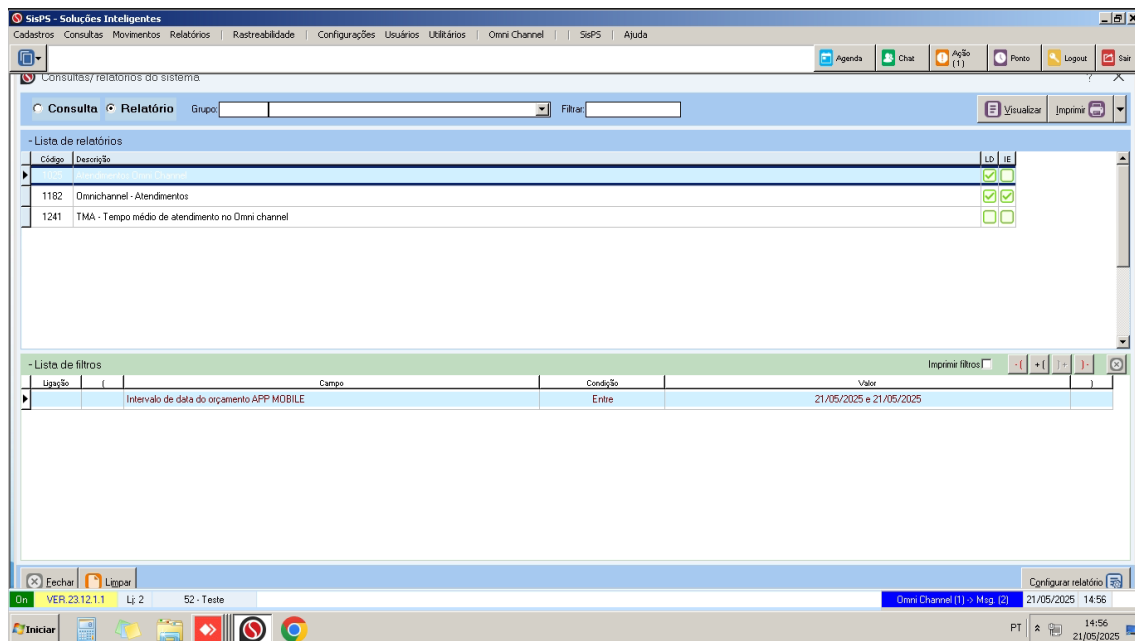 SisPS - Soluções Inteligentes
Cadastros Consultas Movimentos Relatórios | Rastreabilidade | Configurações Usuários Utilitários | Omni Channel | | SisPS | Ajuda
Agenda Chat Ação (1) Ponto Logout Sair
Consultas/relatórios do sistema ?
Consulta Relatório Grupo: Filtrar: Visualizar Imprimir
- Lista de relatórios
Código Descrição LD IE
1025 Atendimentos Omni Channel
1182 Omnichannel - Atendimentos
1241 TMA - Tempo médio de atendimento no Omni channel
- Lista de filtros Imprimir filtros -( +( )+ )-
Ligação ( Campo Condição Valor )
Intervalo de data do orçamento APP MOBILE Entre 21/05/2025 e 21/05/2025
Fechar Limpar Configurar relatório
On VER.23.12.1.1 Lj: 2 52 - Teste Omni Channel (1) -> Msg. (2) 21/05/2025 14:56
Iniciar PT 14:56
21/05/2025